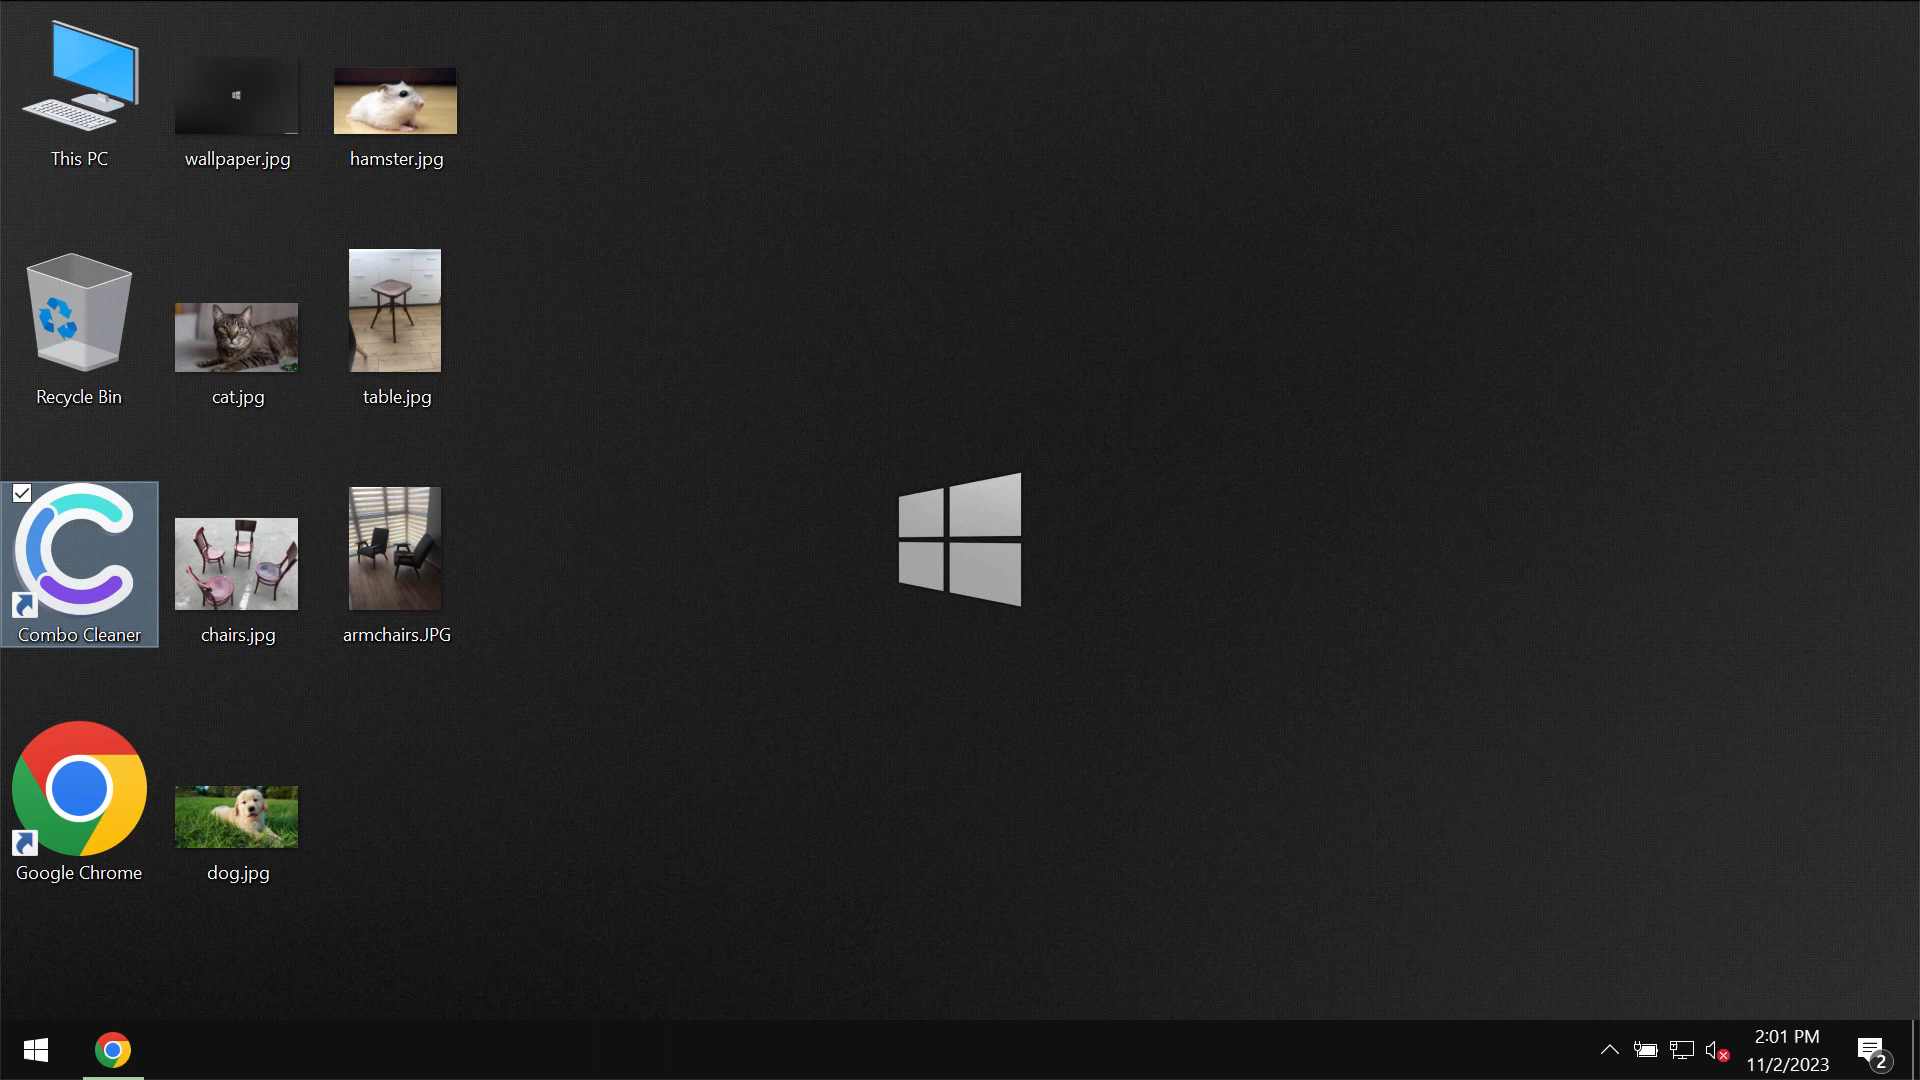 This PC
wallpaper.jpg
hamster.jpg
Recycle Bin
cat.jpg
table.jpg
Combo Cleaner
chairs.jpg
armchairs.JPG
Google Chrome
dog.jpg
2:01 PM
11/2/2023
2